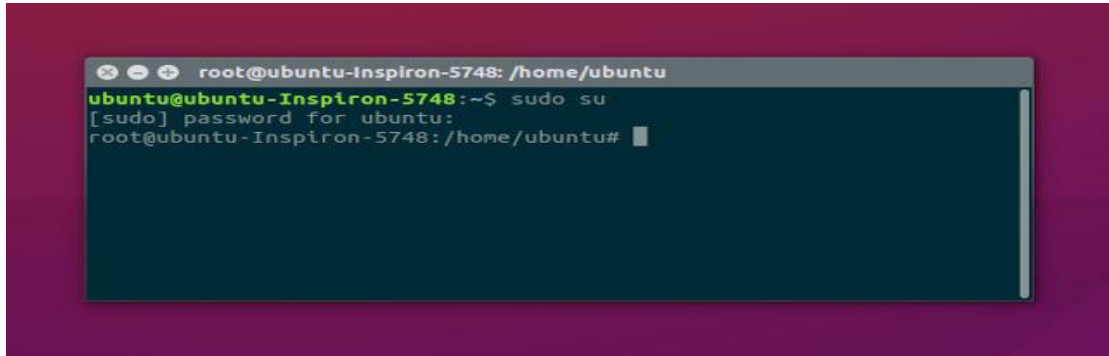 root@ubuntu-Inspiron-5748: /home/ubuntu
ubuntu@ubuntu-Inspiron-5748:~$ sudo su
[sudo] password for ubuntu:
root@ubuntu-Inspiron-5748:/home/ubuntu#